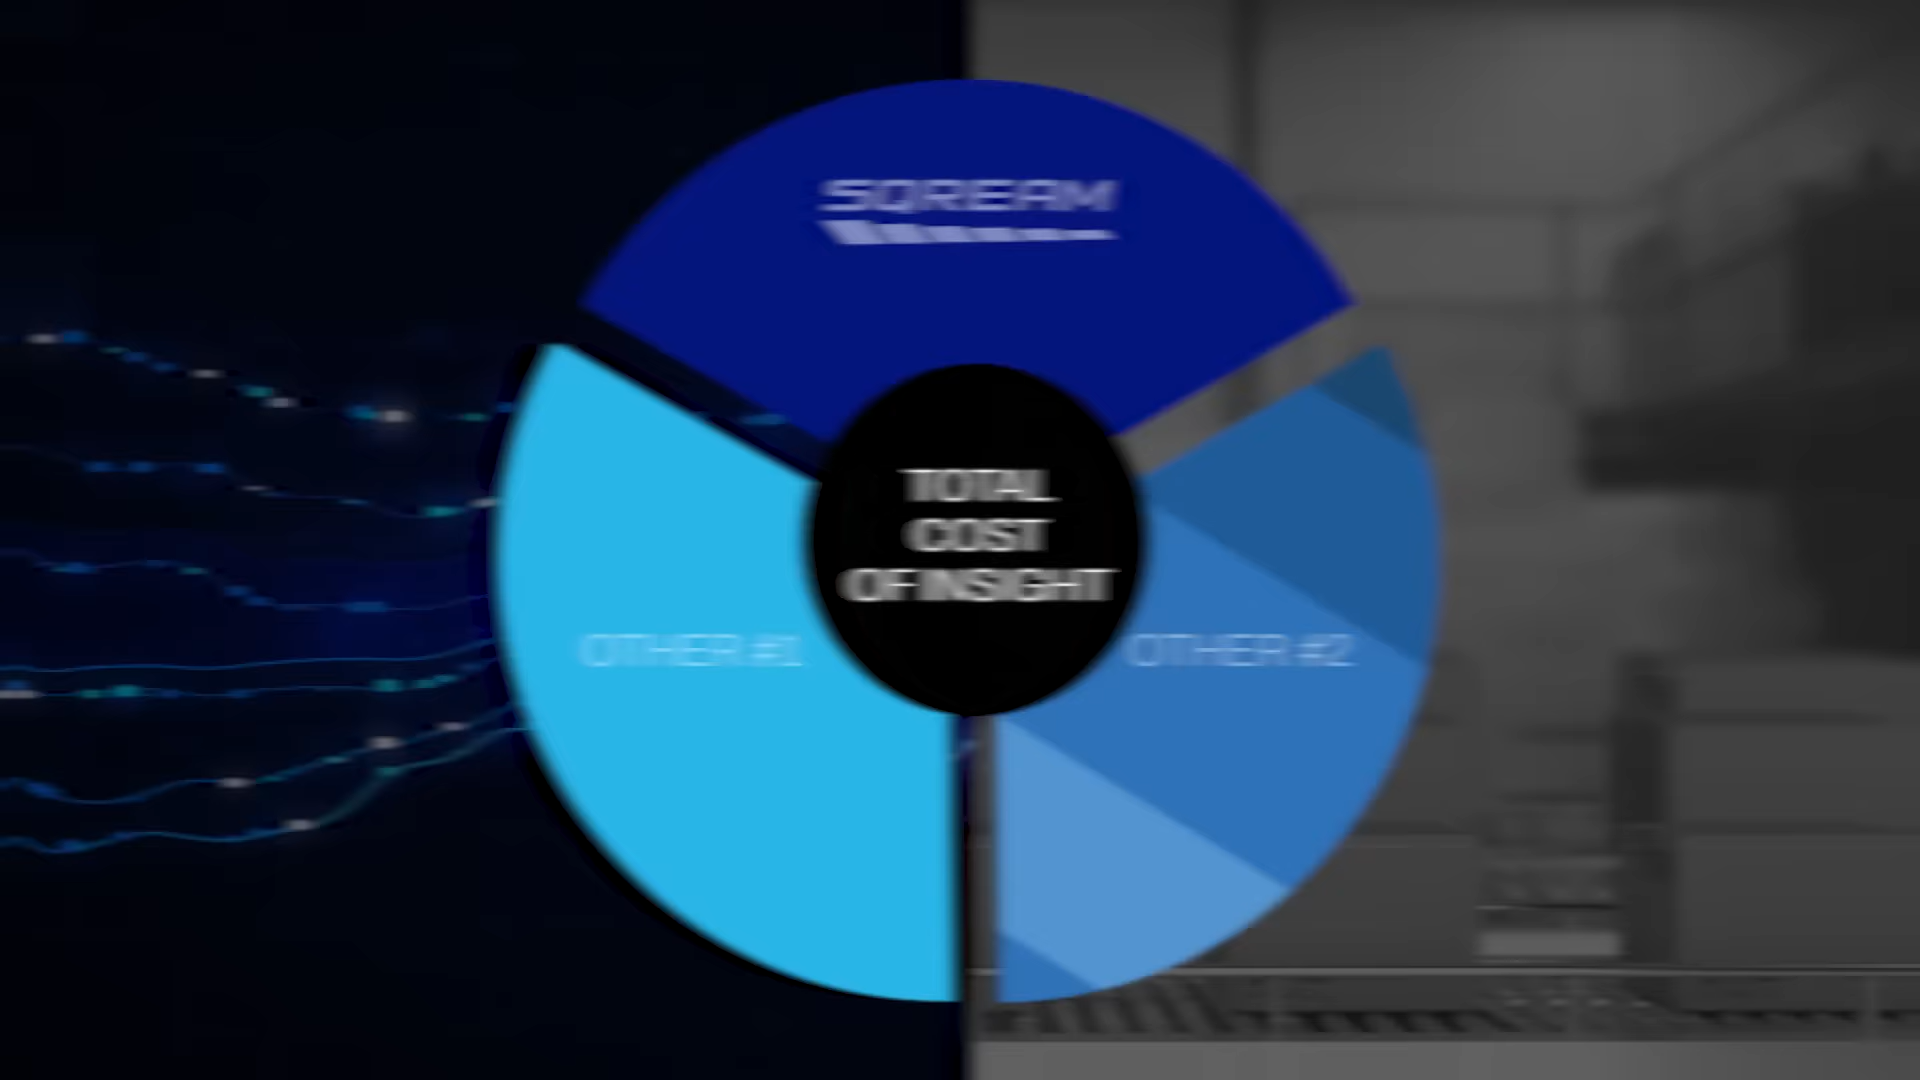 SQREAM
TOTAL
COST
OF INSIGHT
OTHER #1
OTHER #2